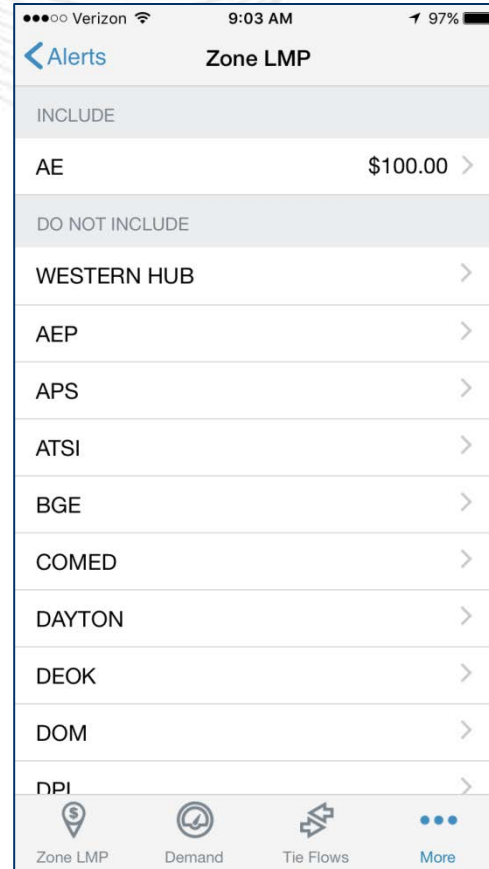 Verizon 9:03 AM 97%
Alerts Zone LMP
INCLUDE
AE $100.00
DO NOT INCLUDE
WESTERN HUB
AEP
APS
ATSI
BGE
COMED
DAYTON
DEOK
DOM
DPL
Zone LMP Demand Tie Flows More